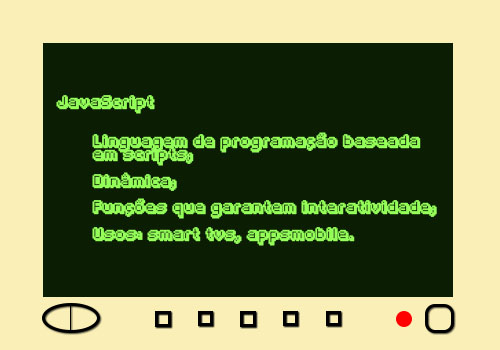 JavaScript
Linguagem de programação baseada
em scripts;
Dinâmica;
Funções que garantem interatividade;
Usos: smart tvs, appsmobile.